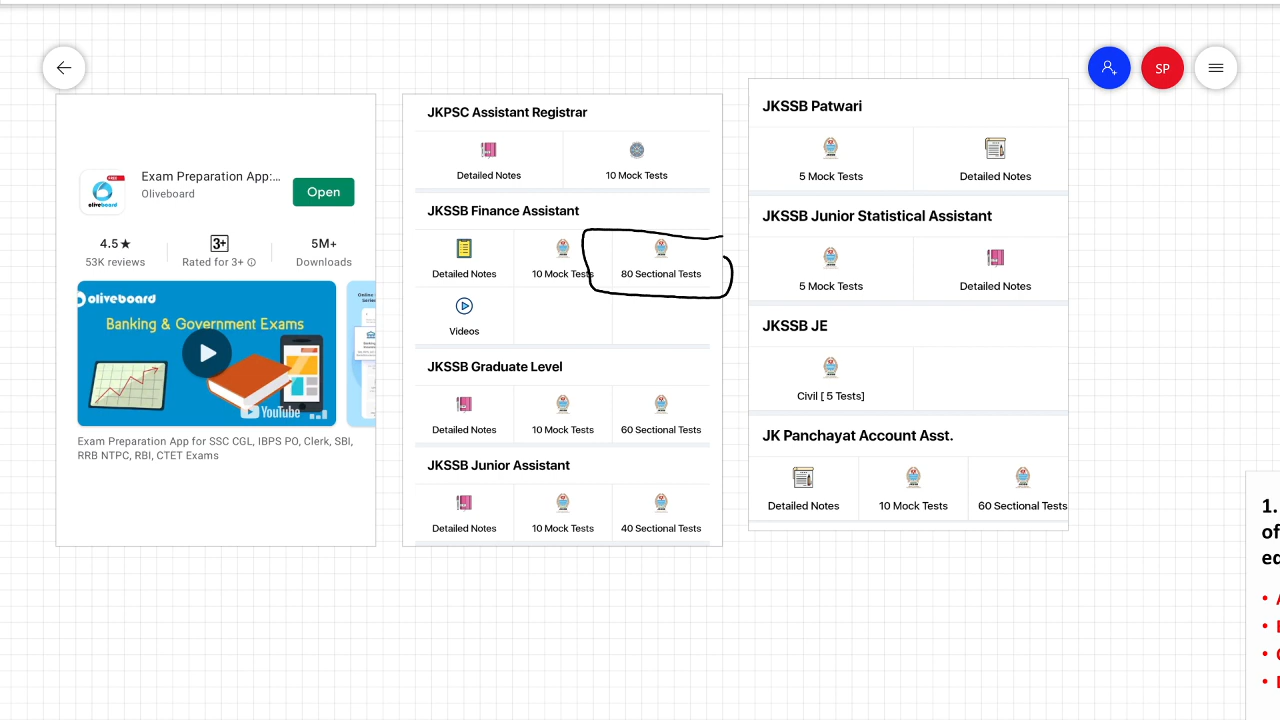 SP
Exam Preparation App:...
Oliveboard
Open
FREE
oliveboard
4.5★
53K reviews
3+
Rated for 3+
5M+
Downloads
oliveboard
Banking & Government Exams
YouTube
Exam Preparation App for SSC CGL, IBPS PO, Clerk, SBI,
RRB NTPC, RBI, CTET Exams
JKPSC Assistant Registrar
Detailed Notes
10 Mock Tests
JKSSB Finance Assistant
Detailed Notes
10 Mock Tests
80 Sectional Tests
Videos
JKSSB Graduate Level
Detailed Notes
10 Mock Tests
60 Sectional Tests
JKSSB Junior Assistant
Detailed Notes
10 Mock Tests
40 Sectional Tests
JKSSB Patwari
5 Mock Tests
Detailed Notes
JKSSB Junior Statistical Assistant
5 Mock Tests
Detailed Notes
JKSSB JE
Civil [ 5 Tests]
JK Panchayat Account Asst.
Detailed Notes
10 Mock Tests
60 Sectional Tests
1.
of